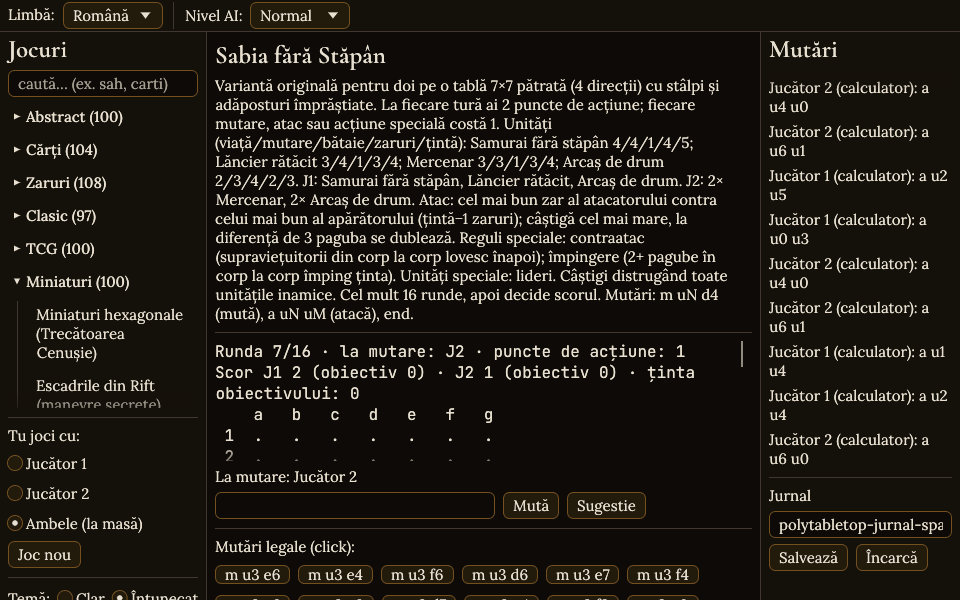 Limbă: Română ▼ Nivel AI: Normal ▼
Jocuri
caută... (ex. sah, carti)
▸ Abstract (100)
▸ Cărți (104)
▸ Zaruri (108)
▸ Clasic (97)
▸ TCG (100)
▾ Miniaturi (100)
Miniaturi hexagonale
(Trecătoarea
Cenușie)
Escadrile din Rift
(manevre secrete)
Tu joci cu:
Jucător 1
Jucător 2
Ambele (la masă)
Joc nou
Temă: Clar Întunecat
Sabia fără Stăpân
Variantă originală pentru doi pe o tablă 7×7 pătrată (4 direcții) cu stâlpi și
adăposturi împrăștiate. La fiecare tură ai 2 puncte de acțiune; fiecare
mutare, atac sau acțiune specială costă 1. Unități
(viață/mutare/bătaie/zaruri/țintă): Samurai fără stăpân 4/4/1/4/5;
Lăncier rătăcit 3/4/1/3/4; Mercenar 3/3/1/3/4; Arcaș de drum
2/3/4/2/3. J1: Samurai fără stăpân, Lăncier rătăcit, Arcaș de drum. J2: 2×
Mercenar, 2× Arcaș de drum. Atac: cel mai bun zar al atacatorului contra
celui mai bun al apărătorului (țintă−1 zaruri); câștigă cel mai mare, la
diferență de 3 paguba se dublează. Reguli speciale: contraatac
(supraviețuitorii din corp la corp lovesc înapoi); împingere (2+ pagube în
corp la corp împing ținta). Unități speciale: lideri. Câștigi distrugând toate
unitățile inamice. Cel mult 16 runde, apoi decide scorul. Mutări: m uN d4
(mută), a uN uM (atacă), end.
Runda 7/16 · la mutare: J2 · puncte de acțiune: 1
Scor J1 2 (obiectiv 0) · J2 1 (obiectiv 0) · ținta
obiectivului: 0
a b c d e f g
1 . . . . . . .
2 . . . . . . .
La mutare: Jucător 2
Mută Sugestie
Mutări legale (click):
m u3 e6 m u3 e4 m u3 f6 m u3 d6 m u3 e7 m u3 f4
Mutări
Jucător 2 (calculator): a
u4 u0
Jucător 2 (calculator): a
u6 u1
Jucător 1 (calculator): a u2
u5
Jucător 1 (calculator): a
u0 u3
Jucător 2 (calculator): a
u4 u0
Jucător 2 (calculator): a
u6 u1
Jucător 1 (calculator): a u1
u4
Jucător 1 (calculator): a u2
u4
Jucător 2 (calculator): a
u6 u0
Jurnal
polytabletop-jurnal-spa
Salvează Încarcă